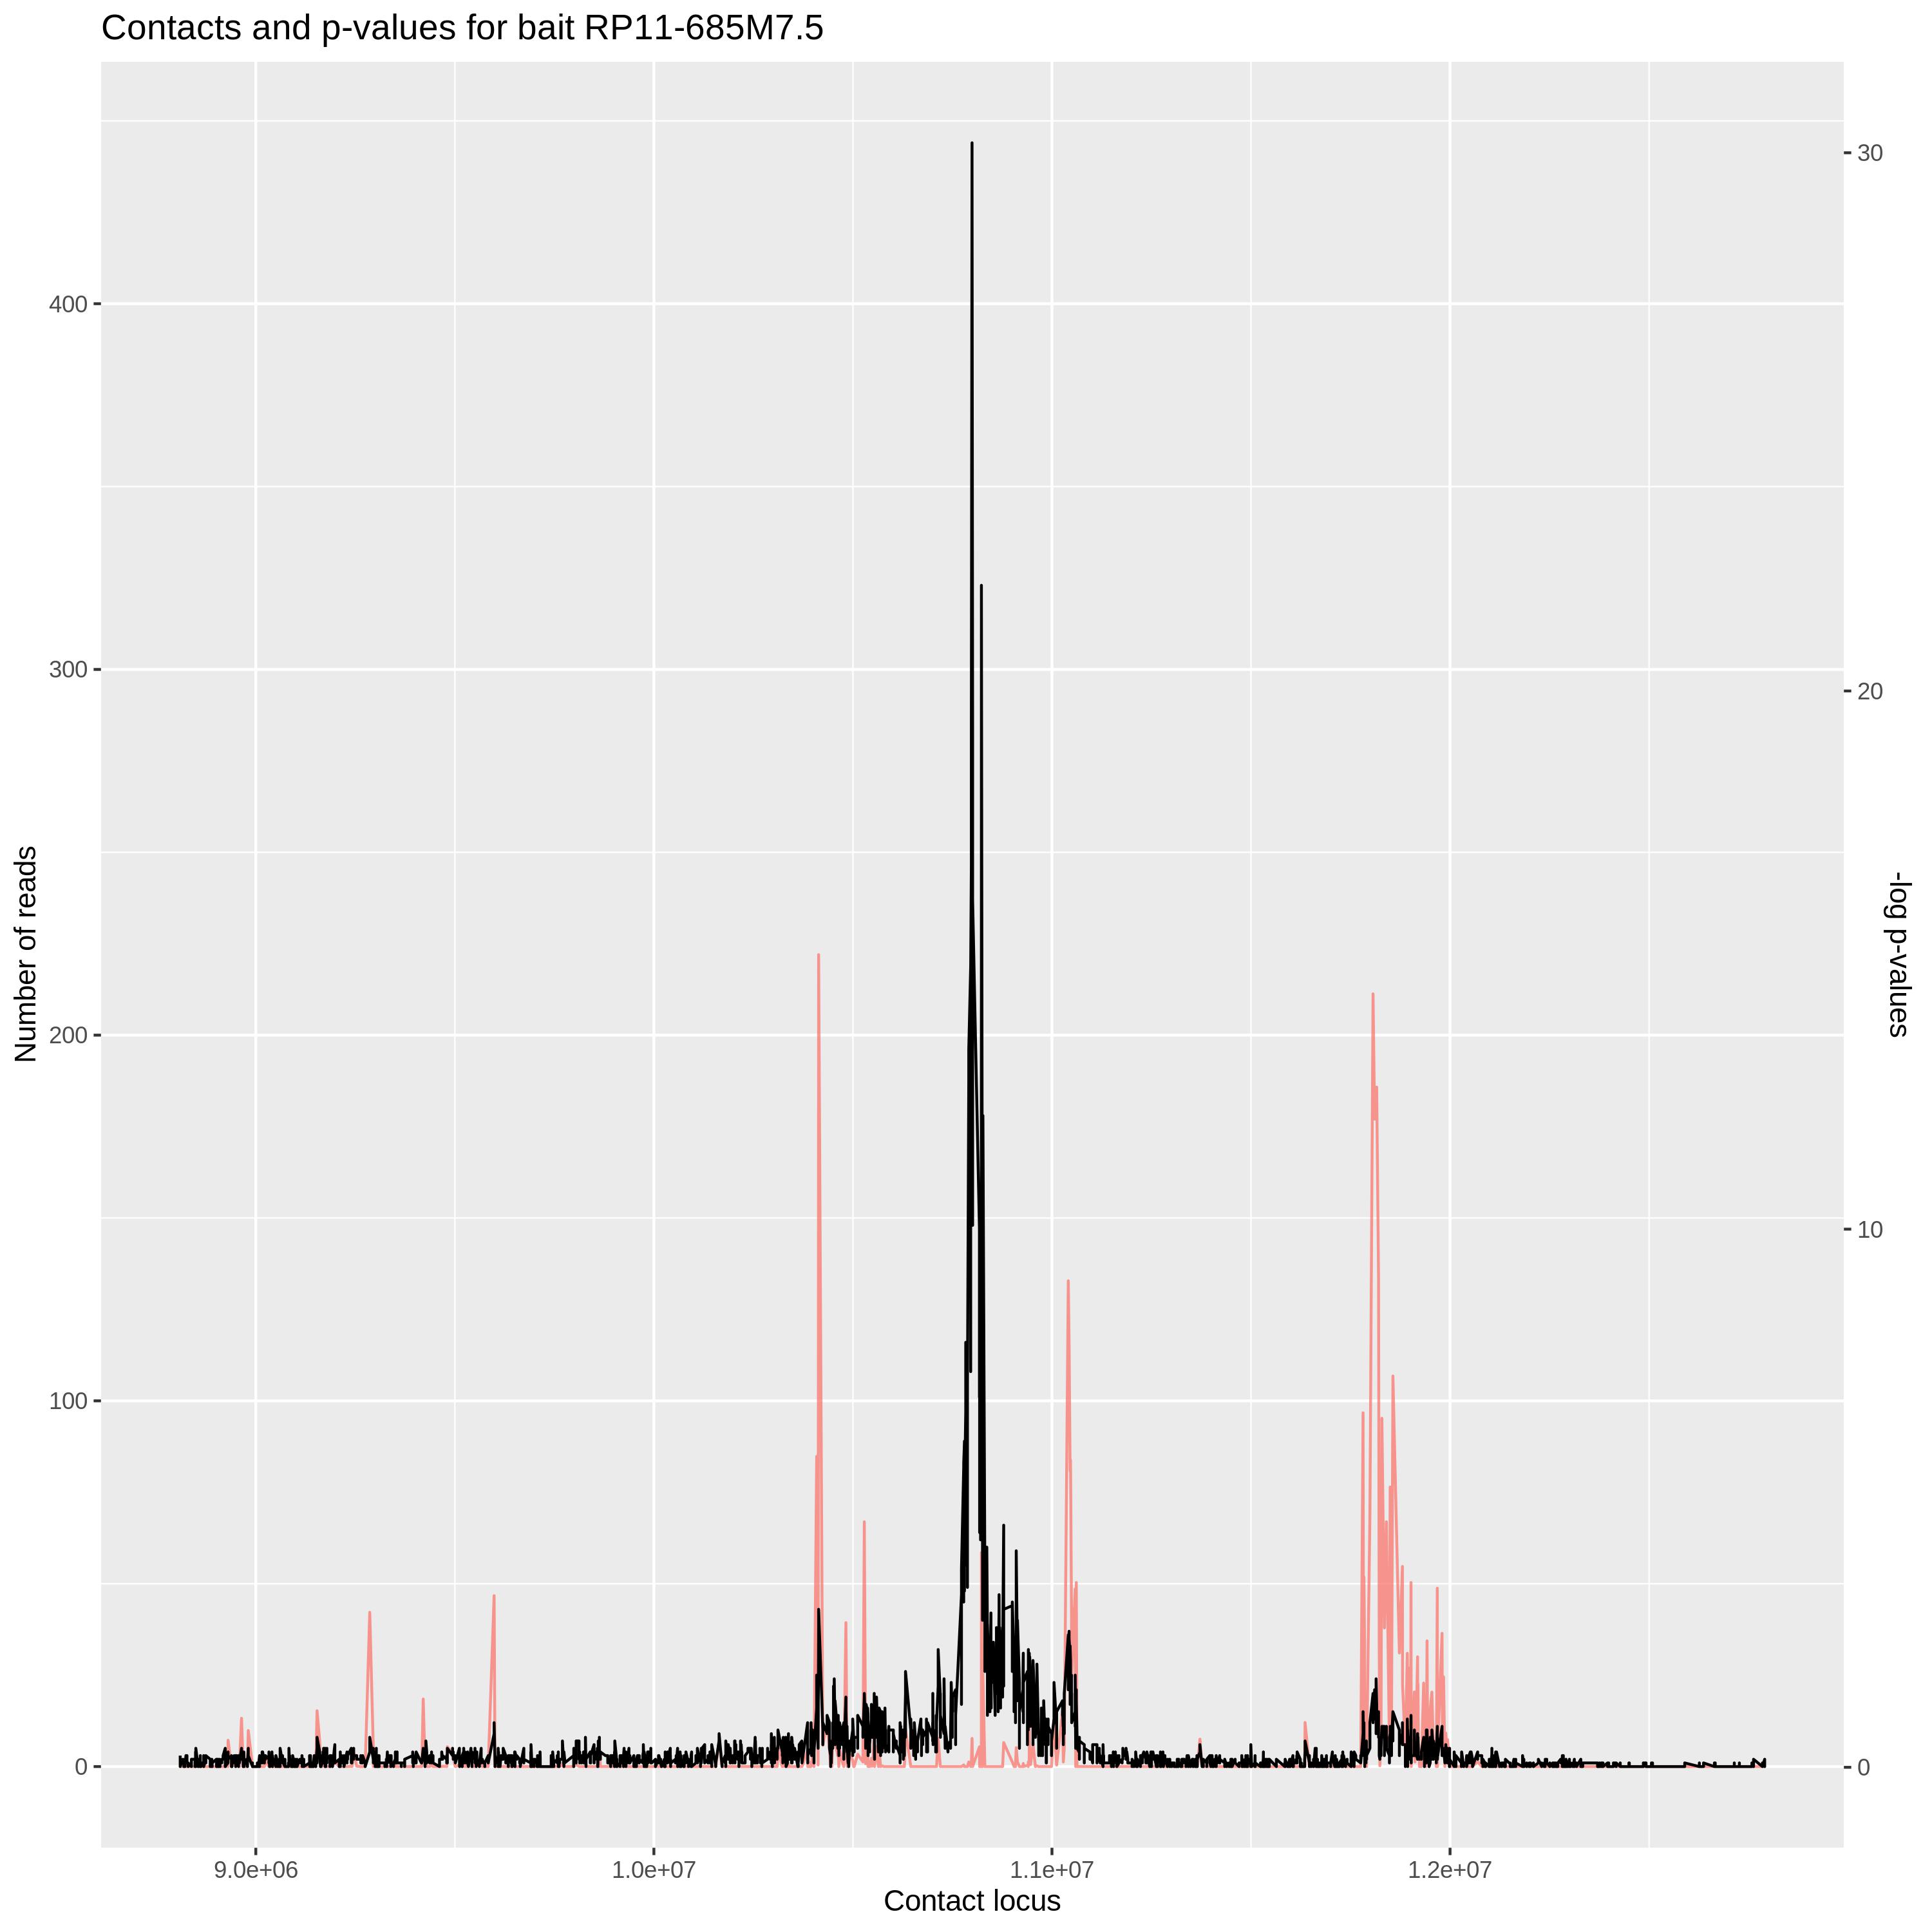 Contacts and p-values for bait RP11-685M7.5
Number of reads
400
300
200
100
0
30
20
10
0
-log p-values
9.0e+06 1.0e+07 1.1e+07 1.2e+07
Contact locus